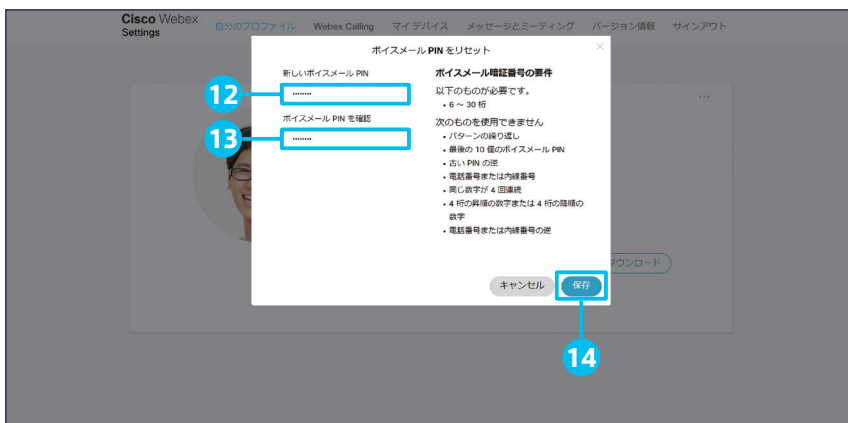 Cisco Webex
Settings
自分のプロファイル Webex Calling マイ デバイス メッセージとミーティング バージョン情報 サインアウト
ボイスメール PIN をリセット
×
新しいボイスメール PIN
12
••••••••
ボイスメール PIN を確認
13
••••••••
ボイスメール暗証番号の要件
以下のものが必要です。
• 6 ～ 30 桁
次のものを使用できません
• パターンの繰り返し
• 最後の 10 個のボイスメール PIN
• 古い PIN の逆
• 電話番号または内線番号
• 同じ数字が 4 回連続
• 4 桁の昇順の数字または 4 桁の降順の
数字
• 電話番号または内線番号の逆
...
ダウンロード
キャンセル
保存
14